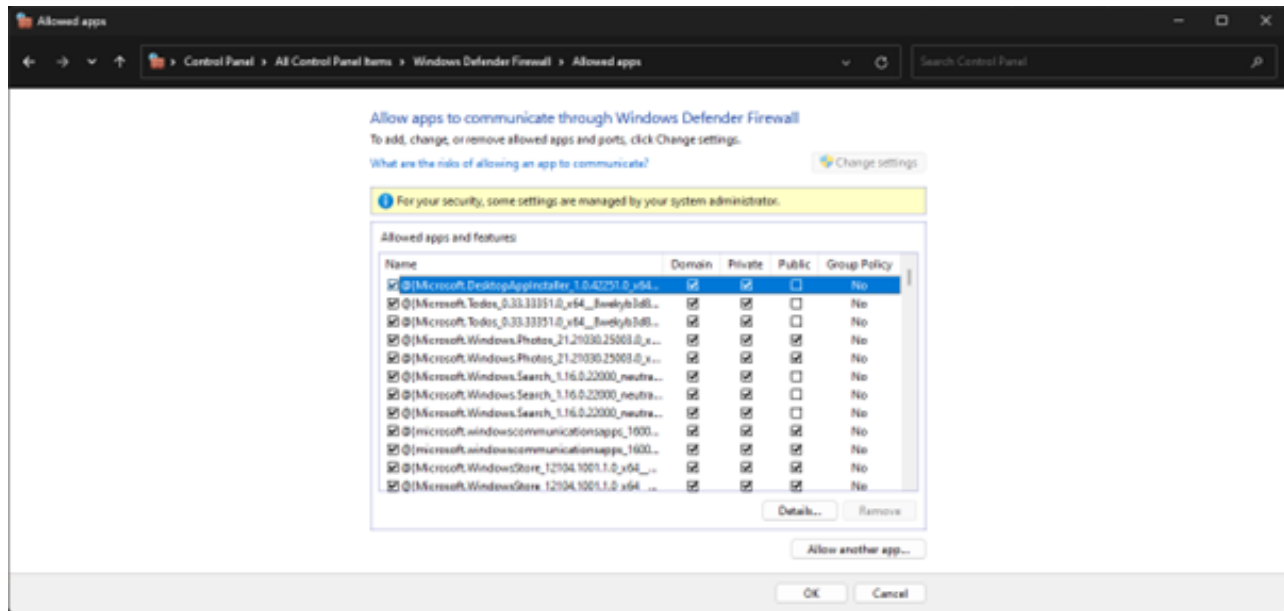 Allowed apps
Control Panel > All Control Panel Items > Windows Defender Firewall > Allowed apps
Search Control Panel
Allow apps to communicate through Windows Defender Firewall
To add, change, or remove allowed apps and ports, click Change settings.
What are the risks of allowing an app to communicate?
Change settings
For your security, some settings are managed by your system administrator.
Allowed apps and features:
Name Domain Private Public Group Policy
@{Microsoft.DesktopAppInstaller_1.0.42251.0_x64... No
@{Microsoft.Todos_0.33.33351.0_x64__8wekyb3d8... No
@{Microsoft.Todos_0.33.33351.0_x64__8wekyb3d8... No
@{Microsoft.Windows.Photos_21.21030.25003.0_x... No
@{Microsoft.Windows.Photos_21.21030.25003.0_x... No
@{Microsoft.Windows.Search_1.16.0.22000_neutra... No
@{Microsoft.Windows.Search_1.16.0.22000_neutra... No
@{Microsoft.Windows.Search_1.16.0.22000_neutra... No
@{microsoft.windowscommunicationsapps_1600... No
@{microsoft.windowscommunicationsapps_1600... No
@{Microsoft.WindowsStore_12104.1001.1.0_x64__... No
@{Microsoft.WindowsStore_12104.1001.1.0_x64__... No
Details... Remove
Allow another app...
OK Cancel